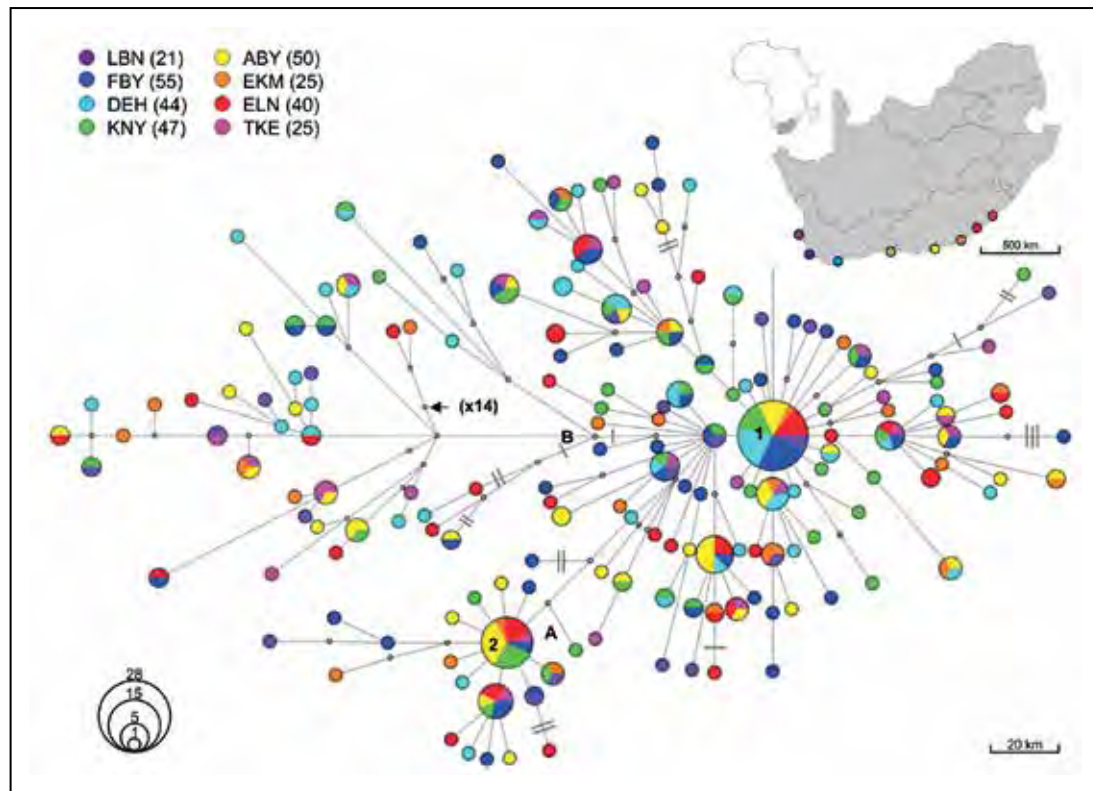 LBN (21) ABY (50)
FBY (55) EKM (25)
DEH (44) ELN (40)
KNY (47) TKE (25)
500 km
(x14)
B
1
2
A
28
15
5
1
20 km